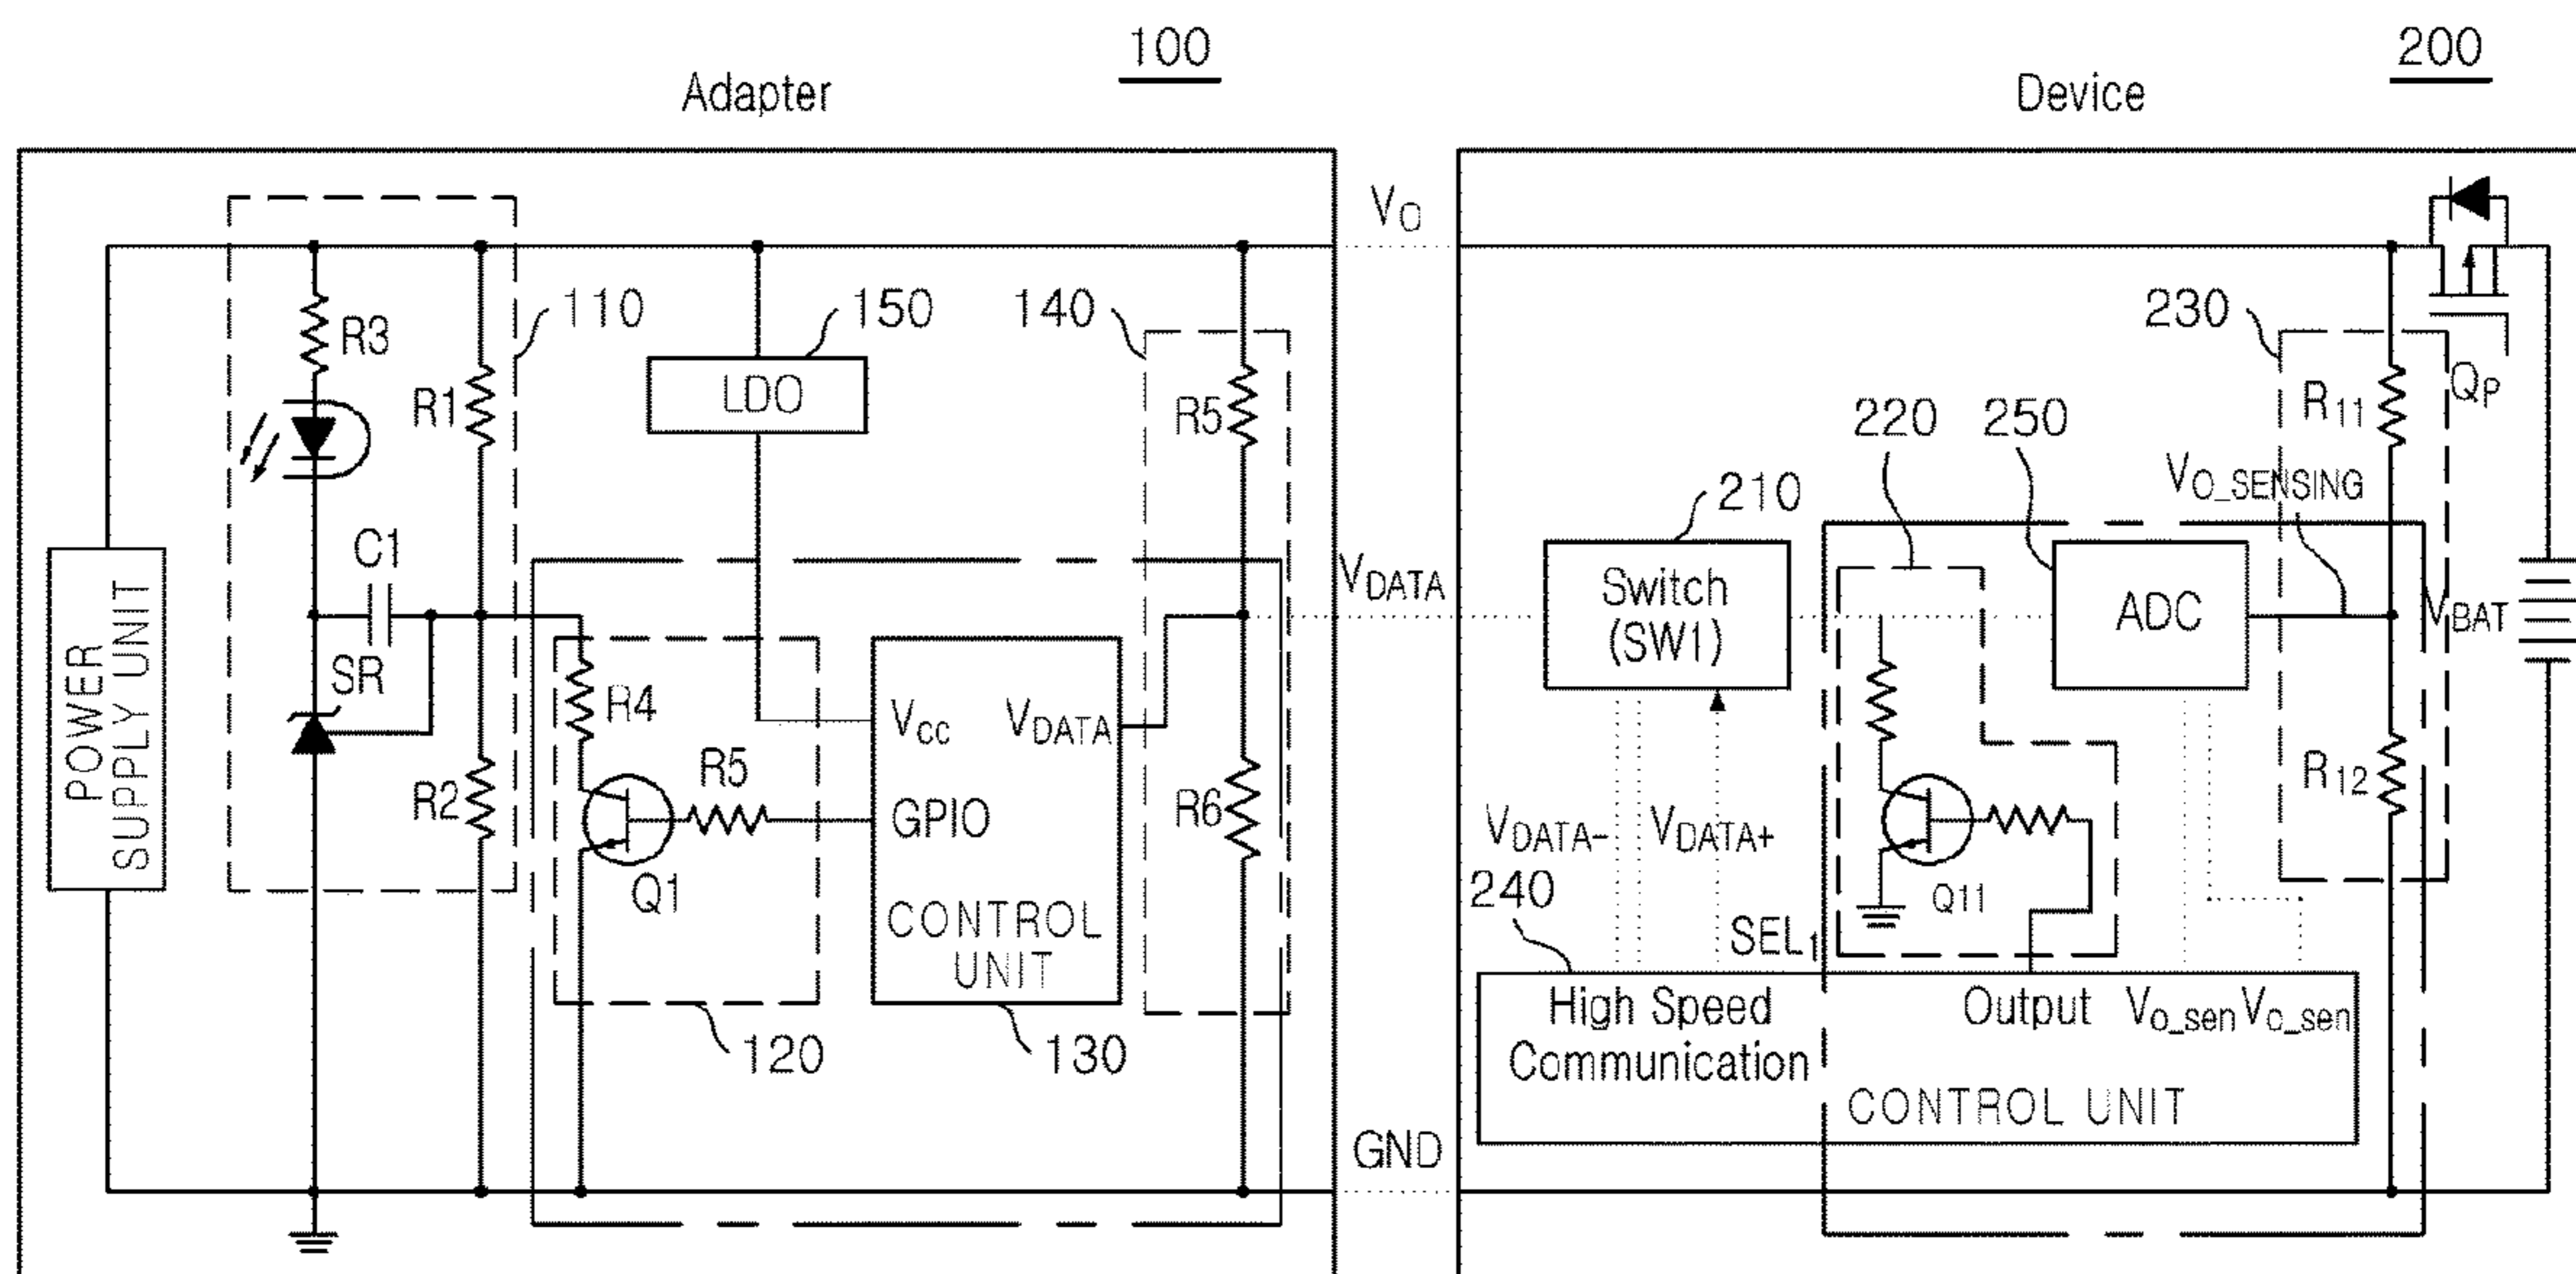 100
200
Adapter
Device
VO
R3
110
150
140
230
R1
LDO
R5
R11
QP
220
250
VO_SENSING
210
C1
VDATA
Switch
(SW1)
ADC
VBAT
POWER
SUPPLY UNIT
SR
R4
Vcc
VDATA
R5
R2
GPIO
R6
R12
VDATA-
VDATA+
Q1
240
Q11
CONTROL
UNIT
SEL1
High Speed
Communication
Output
Vo_sen
Vo_sen
120
130
CONTROL UNIT
GND